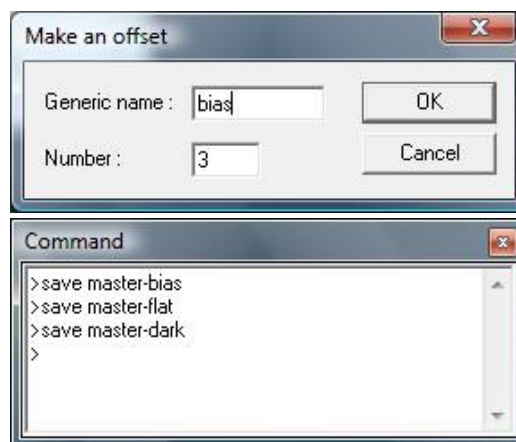 Make an offset
Generic name : bias OK
Number : 3 Cancel
Command
>save master-bias
>save master-flat
>save master-dark
>